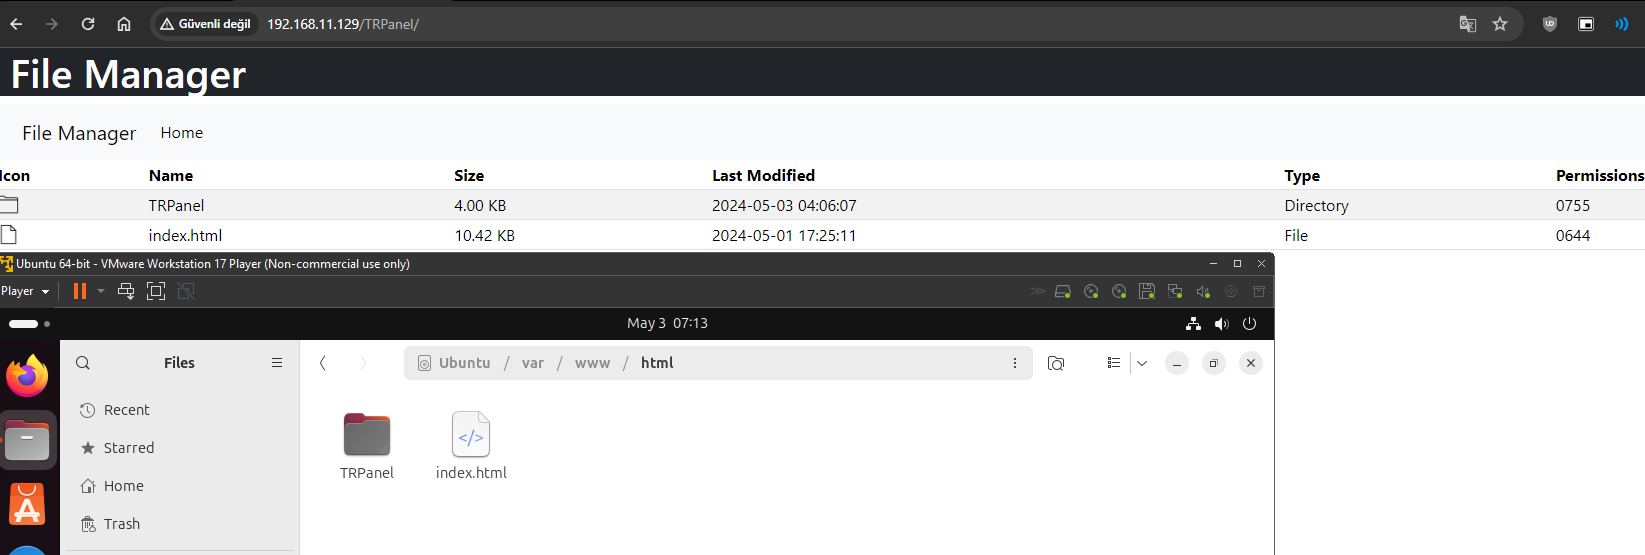 Güvenli değil 192.168.11.129/TRPanel/
File Manager
File Manager Home
Icon Name Size Last Modified Type Permissions
TRPanel 4.00 KB 2024-05-03 04:06:07 Directory 0755
index.html 10.42 KB 2024-05-01 17:25:11 File 0644
Ubuntu 64-bit - VMware Workstation 17 Player (Non-commercial use only)
Player
May 3 07:13
Files
Ubuntu / var / www / html
Recent
Starred
Home
Trash
TRPanel
index.html